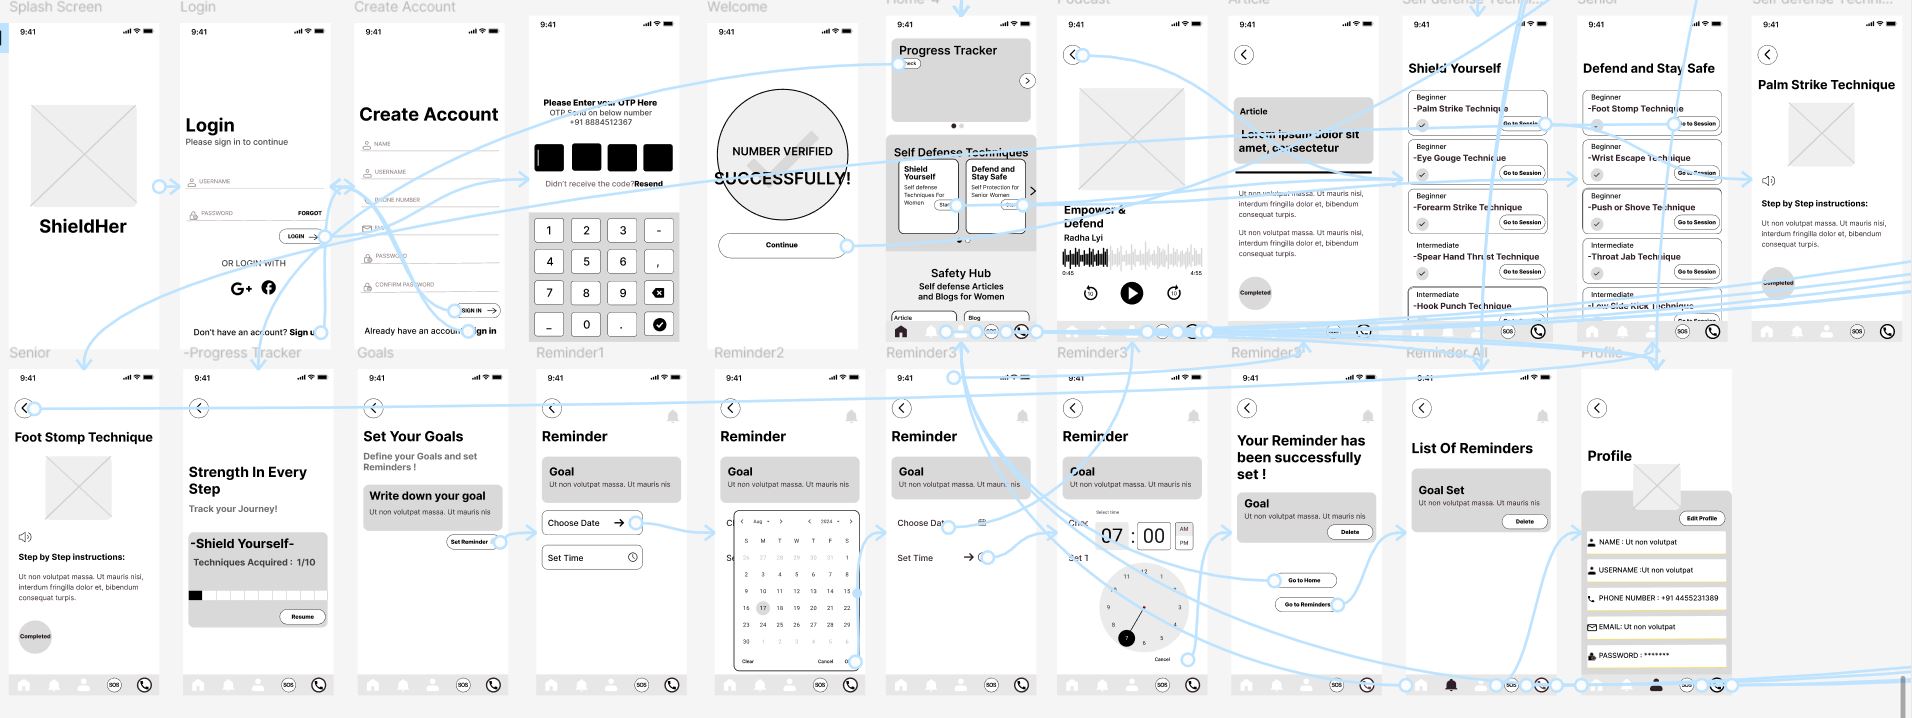 Splash Screen
Login
Create Account
Welcome
Home-4
Podcast
Article
Self defense Techni...
Senior
Self defense Techni...
9:41
ShieldHer
9:41
Login
Please sign in to continue
USERNAME
PASSWORD
FORGOT
LOGIN
OR LOGIN WITH
G+
Don't have an account? Sign u
9:41
Create Account
NAME
USERNAME
PHONE NUMBER
PASSWORD
CONFIRM PASSWORD
SIGN IN
Already have an account
gn in
9:41
Please Enter your OTP Here
OTP Send on below number
+91 8884512367
Didn't receive the code?Resend
1 2 3 -
4 5 6 ,
7 8 9
_ 0 .
9:41
NUMBER VERIFIED
SUCCESSFULLY!
Continue
9:41
Progress Tracker
Self Defense Techniques
Shield
Yourself
Self defense
Techniques For
Women
Start
Defend and
Stay Safe
Self Protection for
Senior Women
Safety Hub
Self defense Articles
and Blogs for Women
Article
Blog
SOS
9:41
Empower &
Defend
Radha Lyi
0:45
4:55
10
10
9:41
Article
Lorem ipsum dolor sit
amet, consectetur
Ut non volutpat massa. Ut mauris nisi,
interdum fringilla dolor et, bibendum
consequat turpis.
Ut non volutpat massa. Ut mauris nisi,
interdum fringilla dolor et, bibendum
consequat turpis.
Completed
9:41
Shield Yourself
Beginner
-Palm Strike Technique
Go to Session
Beginner
-Eye Gouge Technique
Go to Session
Beginner
-Forearm Strike Technique
Go to Session
Intermediate
-Spear Hand Thrust Technique
Go to Session
Intermediate
-Hook Punch Technique
SOS
9:41
Defend and Stay Safe
Beginner
-Foot Stomp Technique
Go to Session
Beginner
-Wrist Escape Technique
Go to Session
Beginner
-Push or Shove Technique
Go to Session
Intermediate
-Throat Jab Technique
Go to Session
Intermediate
-Low Side Kick Technique
SOS
9:41
Palm Strike Technique
Step by Step instructions:
Ut non volutpat massa. Ut mauris nisi,
interdum fringilla dolor et, bibendum
consequat turpis.
Completed
SOS
Senior
-Progress Tracker
Goals
Reminder1
Reminder2
Reminder3
Reminder3
Reminder3
Reminder All
Profile
9:41
Foot Stomp Technique
Step by Step instructions:
Ut non volutpat massa. Ut mauris nisi,
interdum fringilla dolor et, bibendum
consequat turpis.
Completed
SOS
9:41
Strength In Every
Step
Track your Journey!
-Shield Yourself-
Techniques Acquired : 1/10
Resume
SOS
9:41
Set Your Goals
Define your Goals and set
Reminders !
Write down your goal
Ut non volutpat massa. Ut mauris nis
Set Reminder
SOS
9:41
Reminder
Goal
Ut non volutpat massa. Ut mauris nis
Choose Date
Set Time
SOS
9:41
Reminder
Goal
Ut non volutpat massa. Ut mauris nis
Aug
2024
S M T W T F S
26 27 28 29 30 31 1
2 3 4 5 6 7 8
9 10 11 12 13 14 15
16 17 18 19 20 21 22
23 24 25 26 27 28 29
30 1 2 3 4 5 6
Clear
Cancel
SOS
9:41
Reminder
Goal
Ut non volutpat massa. Ut mauris nis
Choose Dat
Set Time
SOS
9:41
Reminder
Goal
Ut non volutpat massa. Ut mauris nis
Select time
07 : 00
AM
PM
Set T
12
11 1
10 2
9 3
8 4
7 6 5
Cancel
SOS
9:41
Your Reminder has
been successfully
set !
Goal
Ut non volutpat massa. Ut mauris nis
Delete
Go to Home
Go to Reminders
SOS
9:41
List Of Reminders
Goal Set
Ut non volutpat massa. Ut mauris nis
Delete
SOS
9:41
Profile
Edit Profile
NAME : Ut non volutpat
USERNAME :Ut non volutpat
PHONE NUMBER : +91 4455231389
EMAIL: Ut non volutpat
PASSWORD : *******
SOS